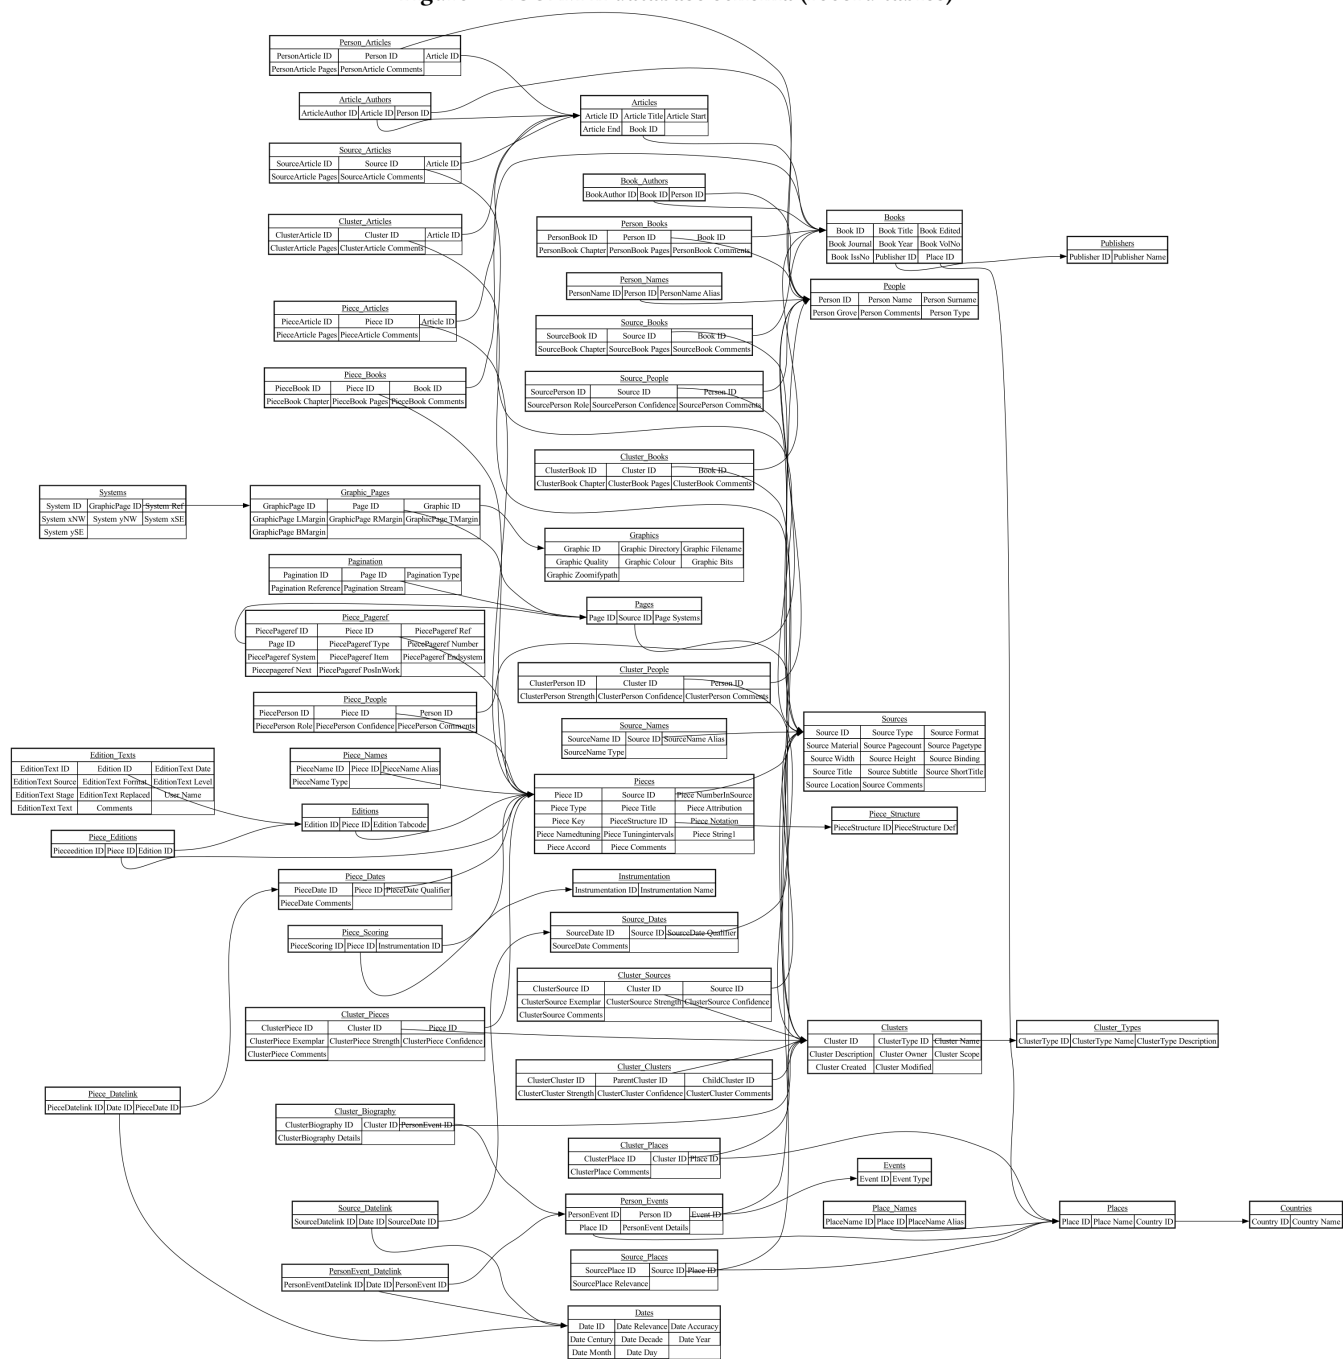 Person_Articles
PersonArticle ID Person ID Article ID
PersonArticle Pages PersonArticle Comments
Article_Authors
ArticleAuthor ID Article ID Person ID
Articles
Article ID Article Title Article Start
Article End Book ID
Source_Articles
SourceArticle ID Source ID Article ID
SourceArticle Pages SourceArticle Comments
Book_Authors
BookAuthor ID Book ID Person ID
Cluster_Articles
ClusterArticle ID Cluster ID Article ID
ClusterArticle Pages ClusterArticle Comments
Person_Books
PersonBook ID Person ID Book ID
PersonBook Chapter PersonBook Pages PersonBook Comments
Books
Book ID Book Title Book Edited
Book Journal Book Year Book VolNo
Book IssNo Publisher ID Place ID
Publishers
Publisher ID Publisher Name
Person_Names
PersonName ID Person ID PersonName Alias
People
Person ID Person Name Person Surname
Person Grove Person Comments Person Type
Piece_Articles
PieceArticle ID Piece ID Article ID
PieceArticle Pages PieceArticle Comments
Source_Books
SourceBook ID Source ID Book ID
SourceBook Chapter SourceBook Pages SourceBook Comments
Piece_Books
PieceBook ID Piece ID Book ID
PieceBook Chapter PieceBook Pages PieceBook Comments
Source_People
SourcePerson ID Source ID Person ID
SourcePerson Role SourcePerson Confidence SourcePerson Comments
Cluster_Books
ClusterBook ID Cluster ID Book ID
ClusterBook Chapter ClusterBook Pages ClusterBook Comments
Systems
System ID GraphicPage ID System Ref
System xNW System yNW System xSE
System ySE
Graphic_Pages
GraphicPage ID Page ID Graphic ID
GraphicPage LMargin GraphicPage RMargin GraphicPage TMargin
GraphicPage BMargin
Graphics
Graphic ID Graphic Directory Graphic Filename
Graphic Quality Graphic Colour Graphic Bits
Graphic Zoomifypath
Pagination
Pagination ID Page ID Pagination Type
Pagination Reference Pagination Stream
Pages
Page ID Source ID Page Systems
Piece_Pageref
PiecePageref ID Piece ID PiecePageref Ref
Page ID PiecePageref Type PiecePageref Number
PiecePageref System PiecePageref Item PiecePageref Endsystem
Piecepageref Next PiecePageref PosInWork
Cluster_People
ClusterPerson ID Cluster ID Person ID
ClusterPerson Strength ClusterPerson Confidence ClusterPerson Comments
Piece_People
PiecePerson ID Piece ID Person ID
PiecePerson Role PiecePerson Confidence PiecePerson Comments
Source_Names
SourceName ID Source ID SourceName Alias
SourceName Type
Sources
Source ID Source Type Source Format
Source Material Source Pagecount Source Pagetype
Source Width Source Height Source Binding
Source Title Source Subtitle Source ShortTitle
Source Location Source Comments
Edition_Texts
EditionText ID Edition ID EditionText Date
EditionText Source EditionText Format EditionText Level
EditionText Stage EditionText Replaced User Name
EditionText Text Comments
Piece_Names
PieceName ID Piece ID PieceName Alias
PieceName Type
Pieces
Piece ID Source ID Piece NumberInSource
Piece Type Piece Title Piece Attribution
Piece Key PieceStructure ID Piece Notation
Piece Namedtuning Piece Tuningintervals Piece String1
Piece Accord Piece Comments
Editions
Edition ID Piece ID Edition Tabcode
Piece_Structure
PieceStructure ID PieceStructure Def
Piece_Editions
Pieceedition ID Piece ID Edition ID
Piece_Dates
PieceDate ID Piece ID PieceDate Qualifier
PieceDate Comments
Instrumentation
Instrumentation ID Instrumentation Name
Piece_Scoring
PieceScoring ID Piece ID Instrumentation ID
Source_Dates
SourceDate ID Source ID SourceDate Qualifier
SourceDate Comments
Cluster_Sources
ClusterSource ID Cluster ID Source ID
ClusterSource Exemplar ClusterSource Strength ClusterSource Confidence
ClusterSource Comments
Cluster_Pieces
ClusterPiece ID Cluster ID Piece ID
ClusterPiece Exemplar ClusterPiece Strength ClusterPiece Confidence
ClusterPiece Comments
Clusters
Cluster ID ClusterType ID Cluster Name
Cluster Description Cluster Owner Cluster Scope
Cluster Created Cluster Modified
Cluster_Types
ClusterType ID ClusterType Name ClusterType Description
Cluster_Clusters
ClusterCluster ID ParentCluster ID ChildCluster ID
ClusterCluster Strength ClusterCluster Confidence ClusterCluster Comments
Piece_Datelink
PieceDatelink ID Date ID PieceDate ID
Cluster_Biography
ClusterBiography ID Cluster ID PersonEvent ID
ClusterBiography Details
Cluster_Places
ClusterPlace ID Cluster ID Place ID
ClusterPlace Comments
Events
Event ID Event Type
Source_Datelink
SourceDatelink ID Date ID SourceDate ID
Person_Events
PersonEvent ID Person ID Event ID
Place ID PersonEvent Details
Place_Names
PlaceName ID Place ID PlaceName Alias
Places
Place ID Place Name Country ID
Countries
Country ID Country Name
Source_Places
SourcePlace ID Source ID Place ID
SourcePlace Relevance
PersonEvent_Datelink
PersonEventDatelink ID Date ID PersonEvent ID
Dates
Date ID Date Relevance Date Accuracy
Date Century Date Decade Date Year
Date Month Date Day